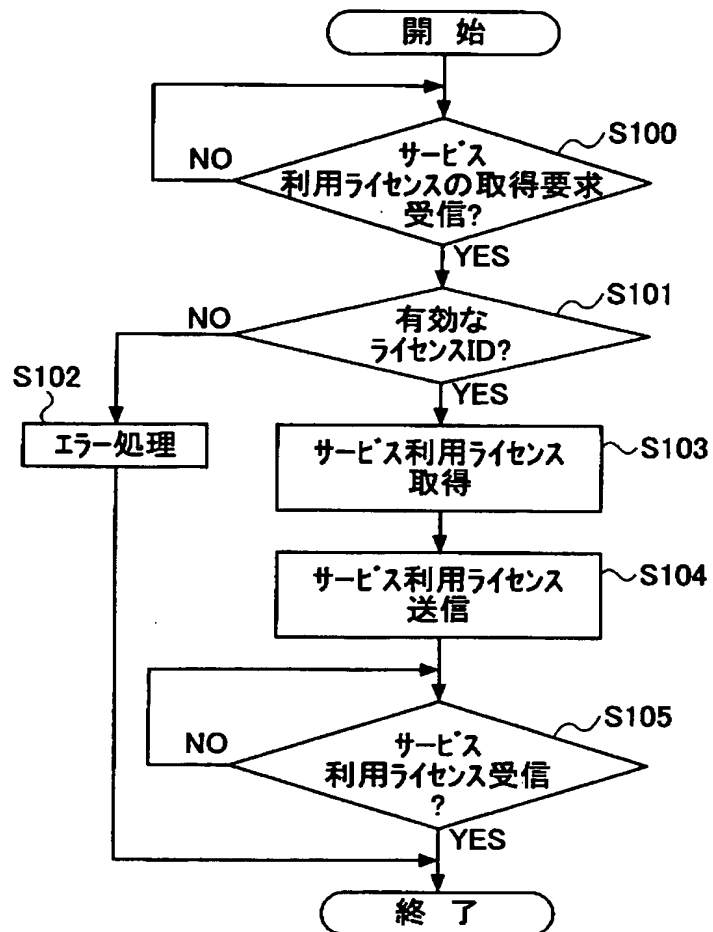 開 始
S100
NO
サービス
利用ライセンスの取得要求
受信?
YES
S101
NO
有効な
ライセンスID?
YES
S102
エラー処理
サービス利用ライセンス
取得
S103
サービス利用ライセンス
送信
S104
S105
NO
サービス
利用ライセンス受信
?
YES
終 了